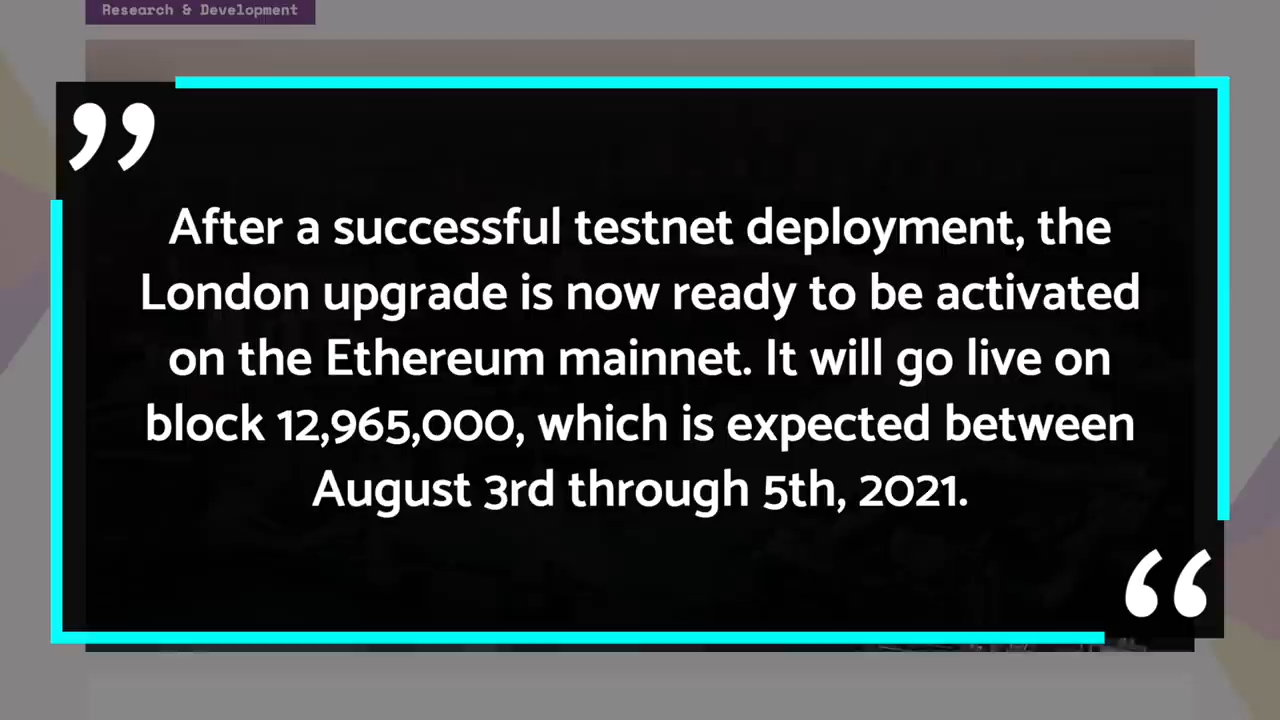 Research & Development
”
After a successful testnet deployment, the
London upgrade is now ready to be activated
on the Ethereum mainnet. It will go live on
block 12,965,000, which is expected between
August 3rd through 5th, 2021.
“